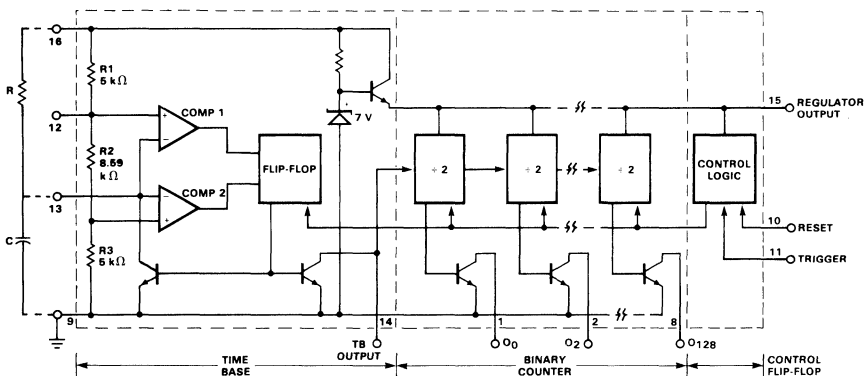 16
R1
5 kΩ
R
12
+
COMP 1
−
R2
8.59
kΩ
FLIP-FLOP
7 V
15
REGULATOR
OUTPUT
÷ 2
÷ 2
÷ 2
CONTROL
LOGIC
13
−
COMP 2
+
10
RESET
C
R3
5 kΩ
11
TRIGGER
9
14
1
2
8
TB
OUTPUT
O0
O2
O128
TIME
BASE
BINARY
COUNTER
CONTROL
FLIP-FLOP